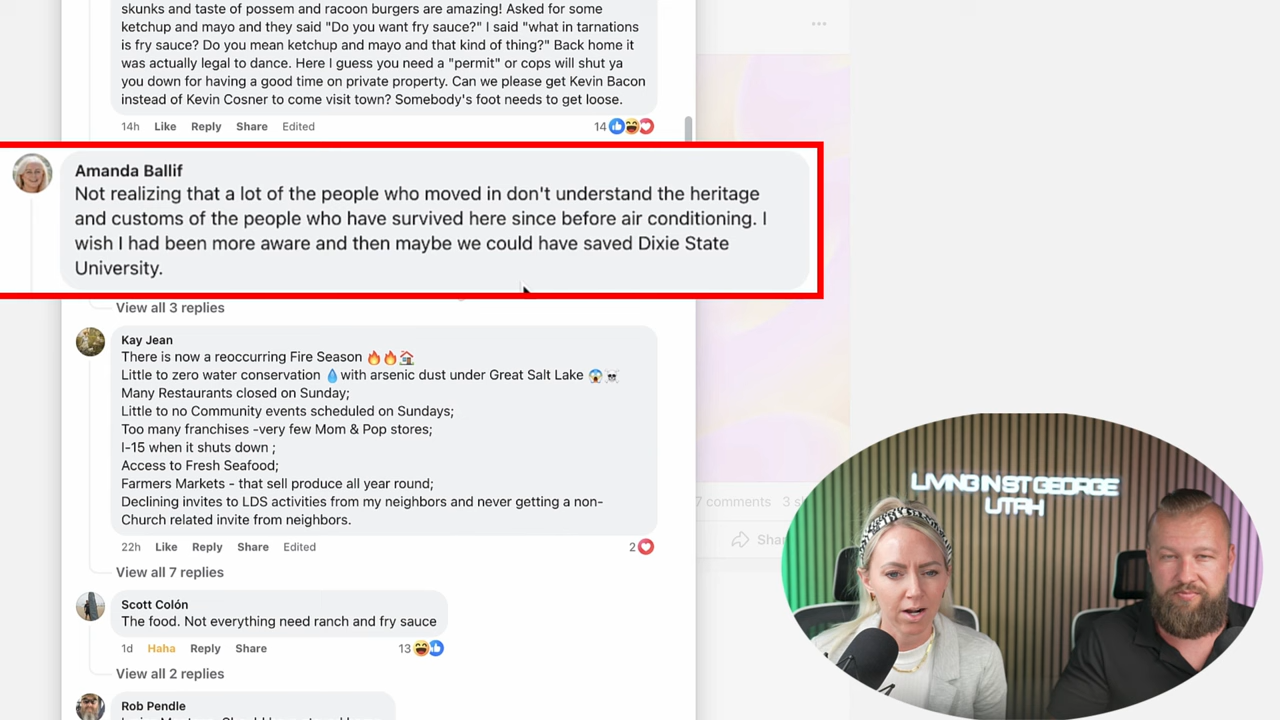 skunks and taste of possem and racoon burgers are amazing! Asked for some
ketchup and mayo and they said "Do you want fry sauce?" I said "what in tarnations
is fry sauce? Do you mean ketchup and mayo and that kind of thing?" Back home it
was actually legal to dance. Here I guess you need a "permit" or cops will shut ya
you down for having a good time on private property. Can we please get Kevin Bacon
instead of Kevin Cosner to come visit town? Somebody's foot needs to get loose.
14h Like Reply Share Edited 14
Amanda Ballif
Not realizing that a lot of the people who moved in don't understand the heritage
and customs of the people who have survived here since before air conditioning. I
wish I had been more aware and then maybe we could have saved Dixie State
University.
View all 3 replies
Kay Jean
There is now a reoccurring Fire Season 🔥🔥🏠
Little to zero water conservation 💧with arsenic dust under Great Salt Lake 😱☠️
Many Restaurants closed on Sunday;
Little to no Community events scheduled on Sundays;
Too many franchises -very few Mom & Pop stores;
I-15 when it shuts down ;
Access to Fresh Seafood;
Farmers Markets - that sell produce all year round;
Declining invites to LDS activities from my neighbors and never getting a non-
Church related invite from neighbors.
22h Like Reply Share Edited 2
View all 7 replies
Scott Colón
The food. Not everything need ranch and fry sauce
1d Haha Reply Share 13
View all 2 replies
Rob Pendle
7 comments 3
LIVING IN ST GEORGE
UTAH